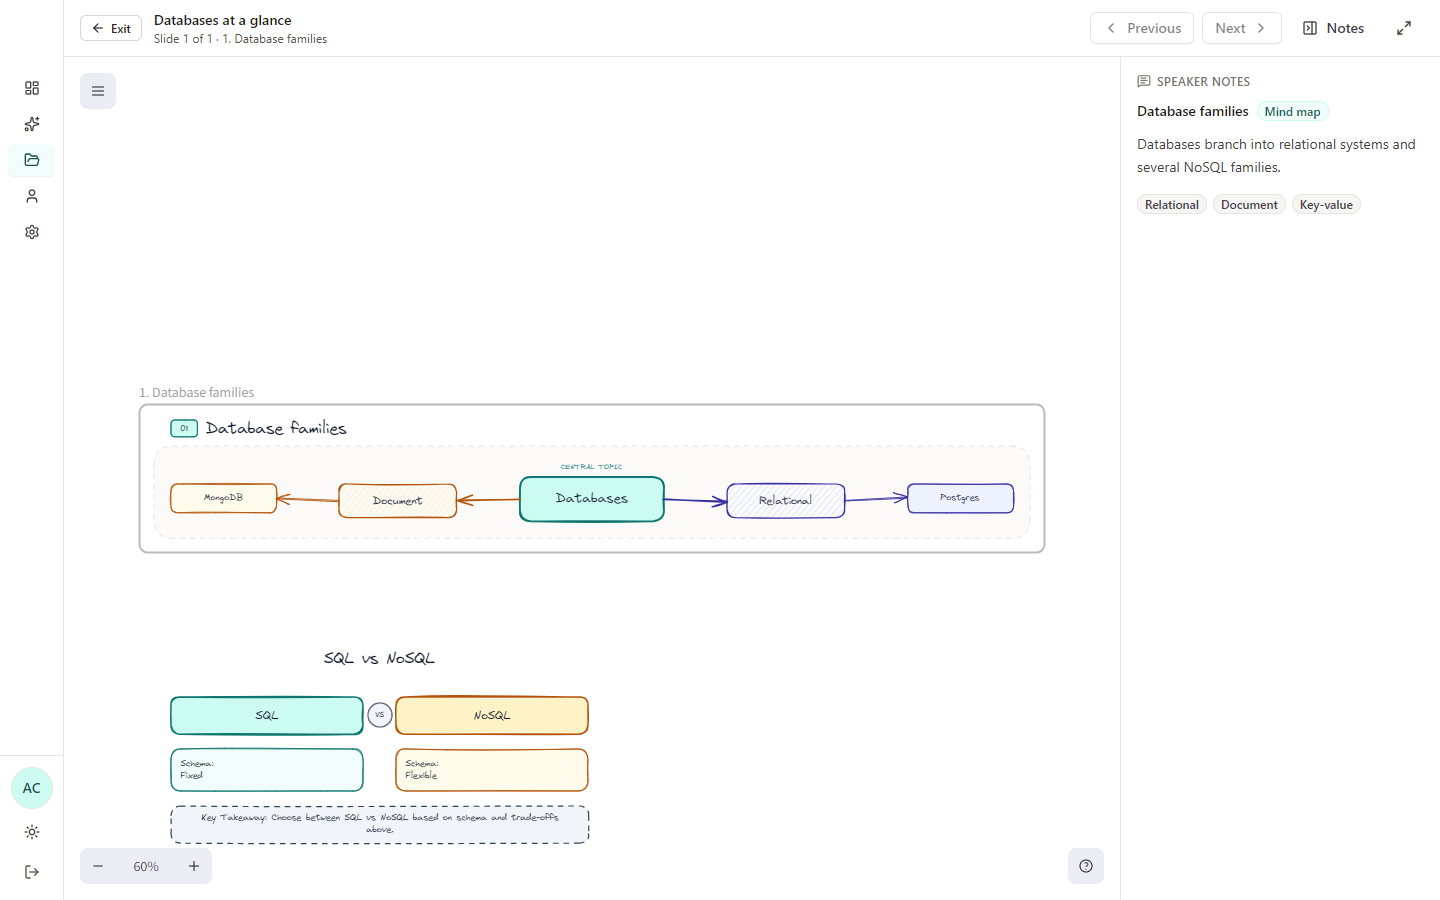 Exit
Databases at a glance
Slide 1 of 1 · 1. Database families
Previous
Next
Notes
SPEAKER NOTES
Database families
Mind map
Databases branch into relational systems and
several NoSQL families.
Relational
Document
Key-value
1. Database families
01
Database families
CENTRAL TOPIC
MongoDB
Document
Databases
Relational
Postgres
SQL vs NoSQL
SQL
VS
NoSQL
Schema:
Fixed
Schema:
Flexible
Key Takeaway: Choose between SQL vs NoSQL based on schema and trade-offs
above.
AC
60%